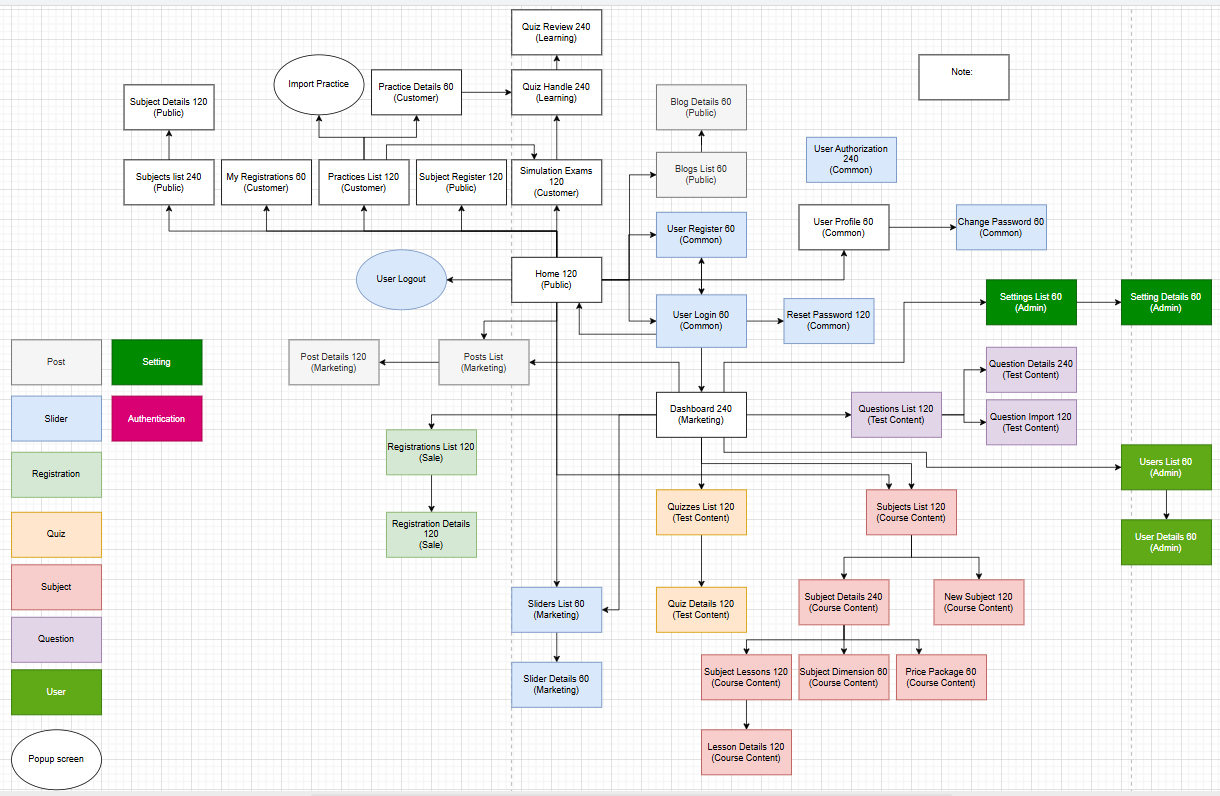 Quiz Review 240
(Learning)
Import Practice
Practice Details 60
(Customer)
Quiz Handle 240
(Learning)
Note:
Subject Details 120
(Public)
Blog Details 60
(Public)
User Authorization
240
(Common)
Subjects list 240
(Public)
My Registrations 60
(Customer)
Practices List 120
(Customer)
Subject Register 120
(Public)
Simulation Exams
120
(Customer)
Blogs List 60
(Public)
User Register 60
(Common)
User Profile 60
(Common)
Change Password 60
(Common)
User Logout
Home 120
(Public)
User Login 60
(Common)
Reset Password 120
(Common)
Settings List 60
(Admin)
Setting Details 60
(Admin)
Post
Setting
Post Details 120
(Marketing)
Posts List
(Marketing)
Question Details 240
(Test Content)
Slider
Authentication
Dashboard 240
(Marketing)
Questions List 120
(Test Content)
Question Import 120
(Test Content)
Registration
Registrations List 120
(Sale)
Users List 60
(Admin)
Quiz
Registration Details
120
(Sale)
Quizzes List 120
(Test Content)
Subjects List 120
(Course Content)
User Details 60
(Admin)
Subject
Sliders List 60
(Marketing)
Quiz Details 120
(Test Content)
Subject Details 240
(Course Content)
New Subject 120
(Course Content)
Question
User
Slider Details 60
(Marketing)
Subject Lessons 120
(Course Content)
Subject Dimension 60
(Course Content)
Price Package 60
(Course Content)
Popup screen
Lesson Details 120
(Course Content)